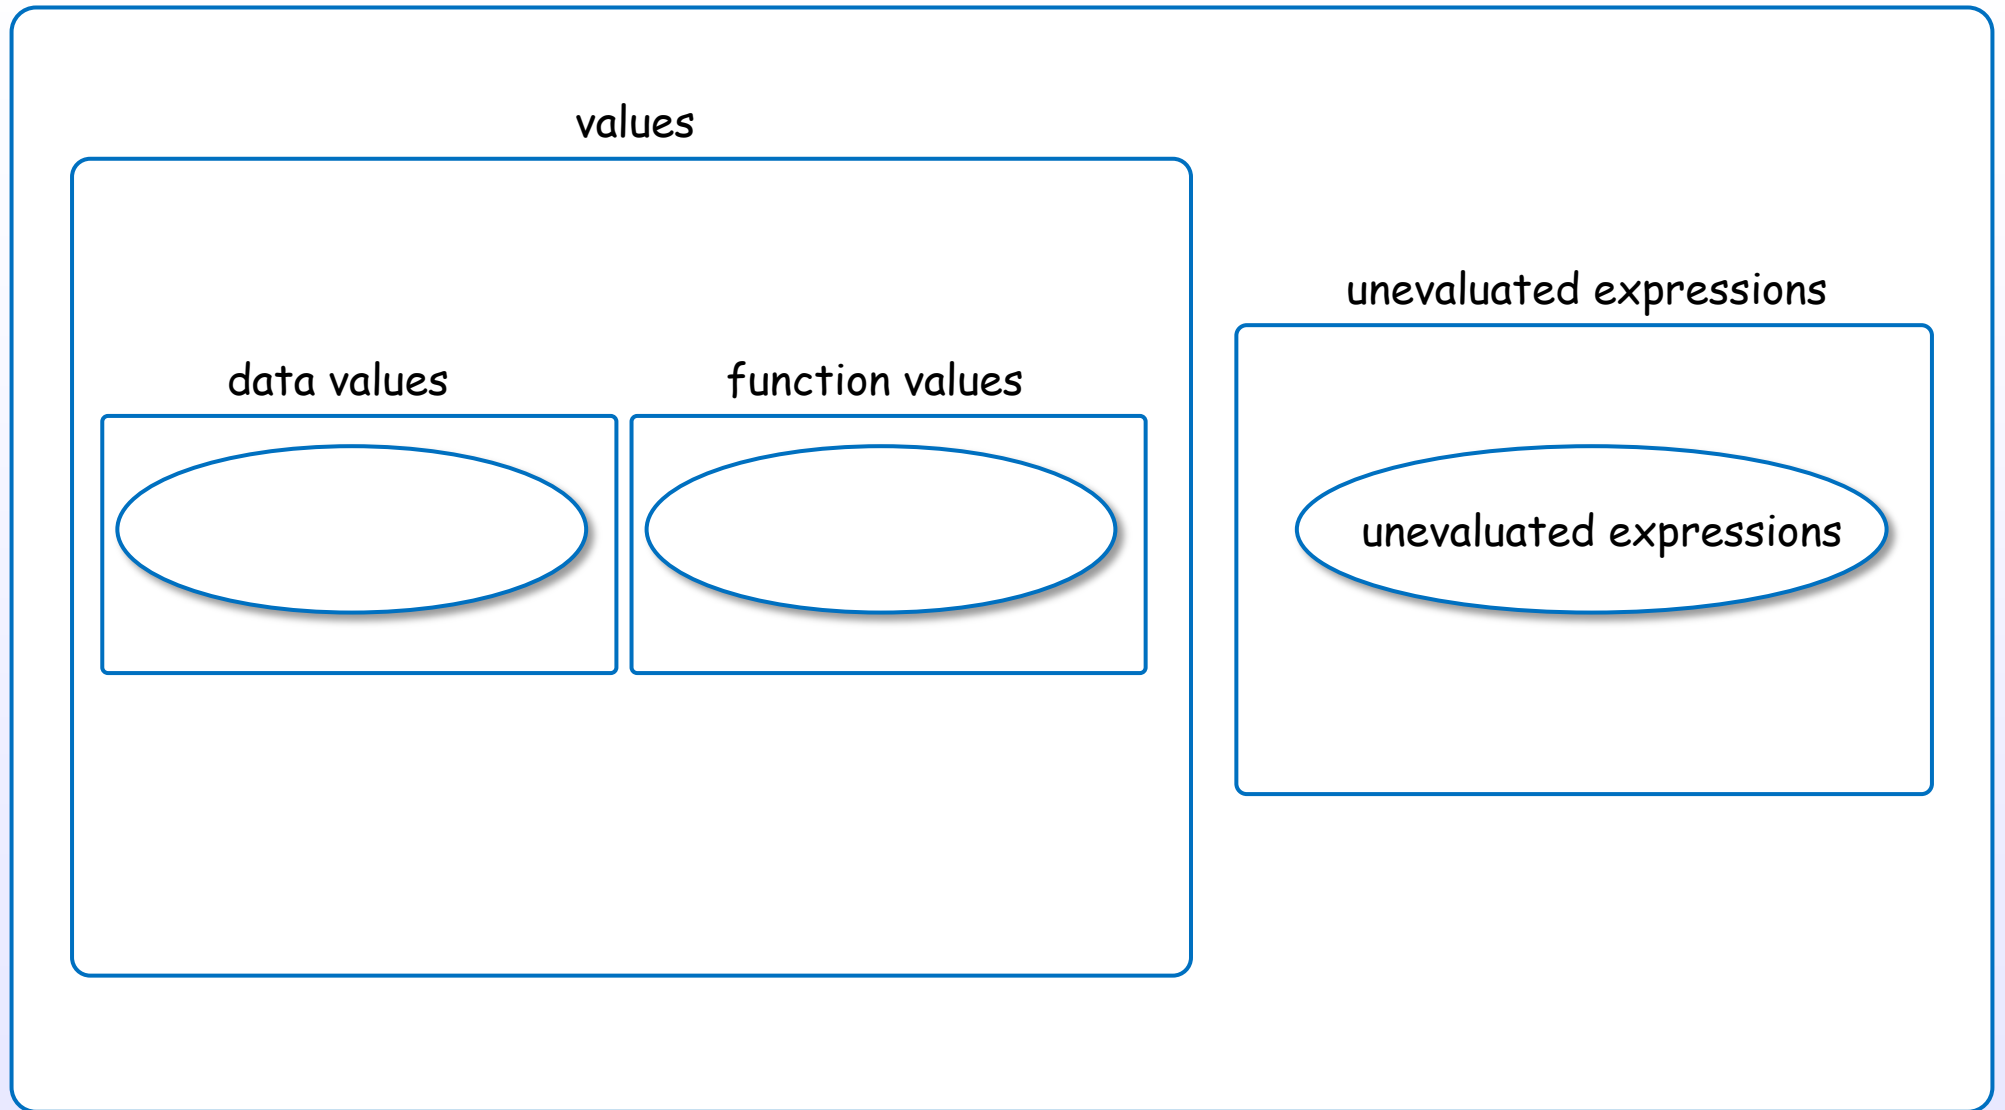 values
unevaluated expressions
data values
function values
unevaluated expressions